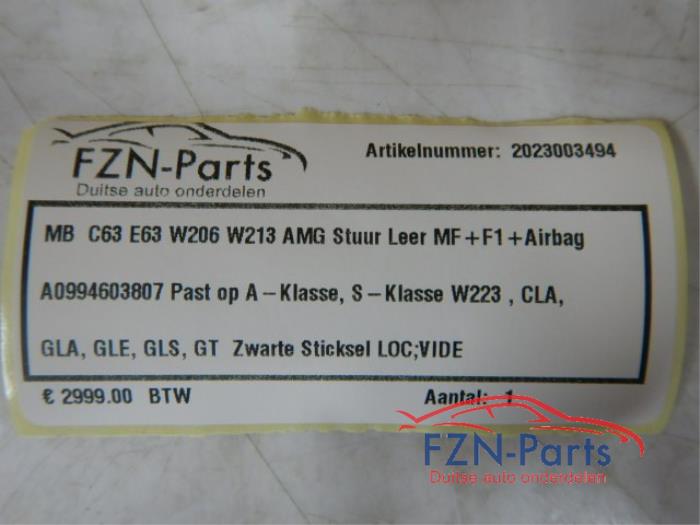 FZN-Parts
Duitse auto onderdelen
Artikelnummer: 2023003494
MB C63 E63 W206 W213 AMG Stuur Leer MF+F1+Airbag
A0994603807 Past op A-Klasse, S-Klasse W223 , CLA,
GLA, GLE, GLS, GT Zwarte Sticksel LOC;VIDE
€ 2999.00 BTW
Aantal: 1
FZN-Parts
Duitse auto onderdelen